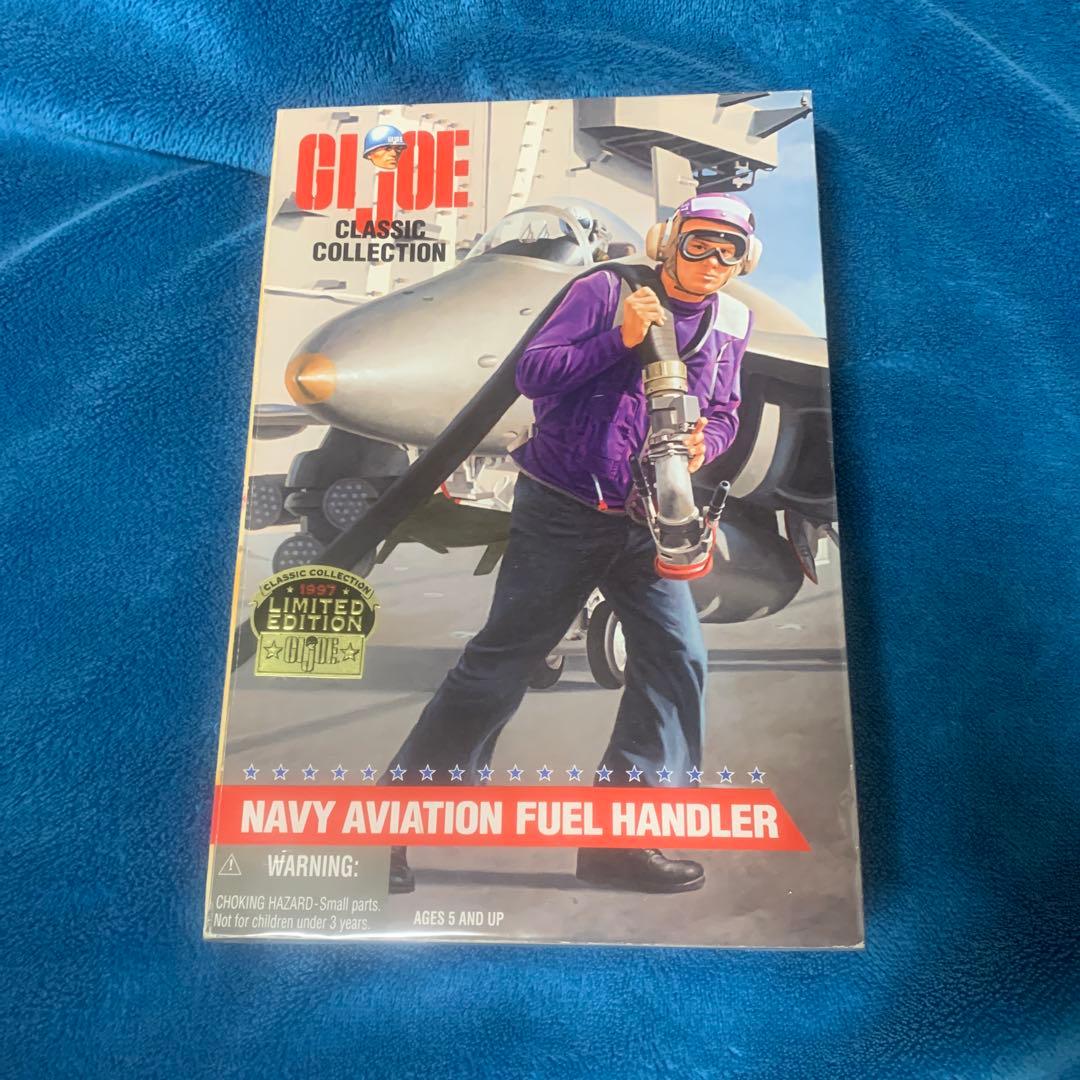 GI JOE
CLASSIC
COLLECTION
CLASSIC COLLECTION
1997
LIMITED
EDITION
GI JOE
NAVY AVIATION FUEL HANDLER
WARNING:
CHOKING HAZARD-Small parts.
Not for children under 3 years.
AGES 5 AND UP